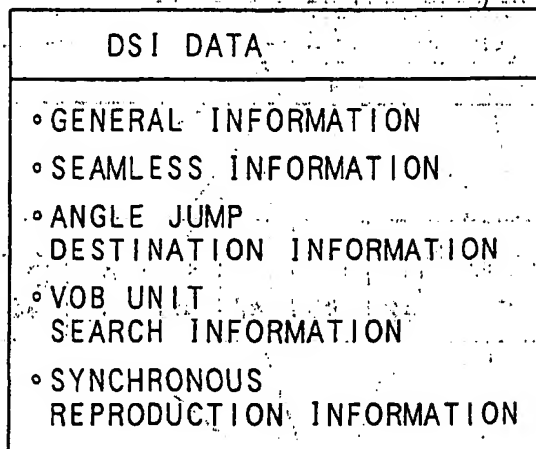 DSI DATA
∘GENERAL INFORMATION
∘SEAMLESS INFORMATION
∘ANGLE JUMP
DESTINATION INFORMATION
∘VOB UNIT
SEARCH INFORMATION
∘SYNCHRONOUS
REPRODUCTION INFORMATION